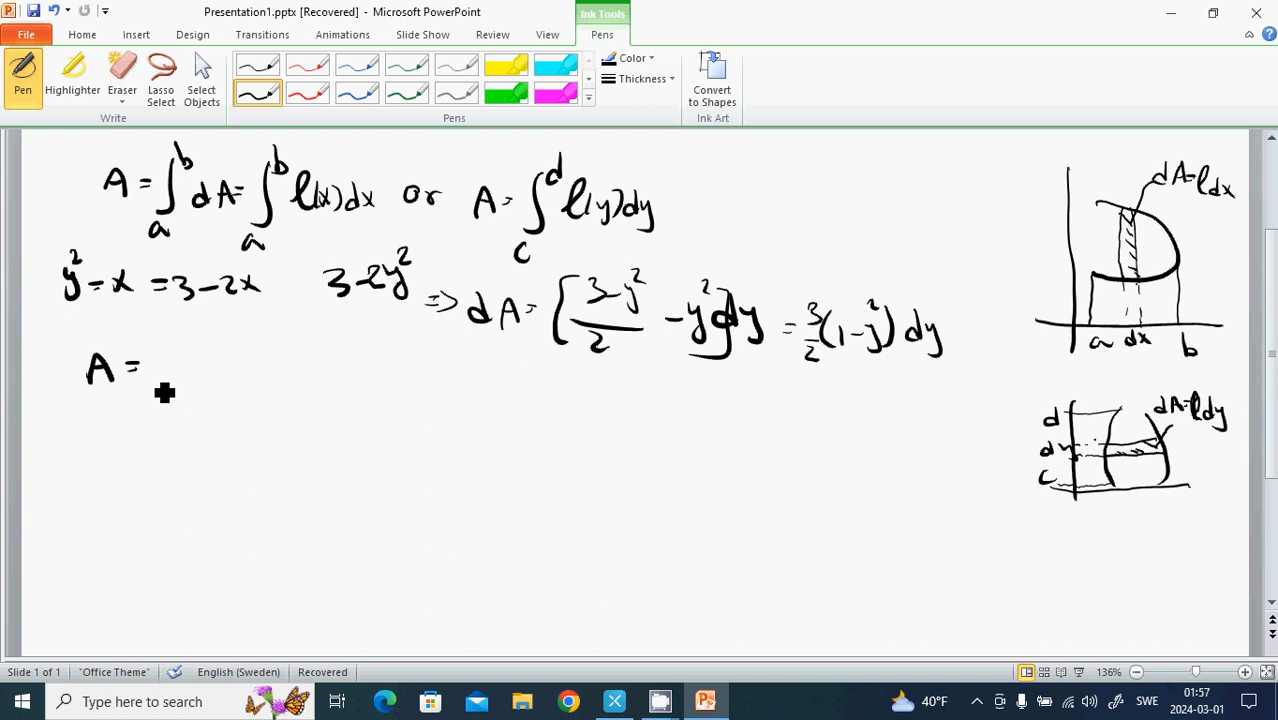 Presentation1.pptx [Recovered] - Microsoft PowerPoint
Ink Tools
File Home Insert Design Transitions Animations Slide Show Review View Pens
Pen Highlighter Eraser Lasso Select Select Objects
Color
Thickness
Convert to Shapes
Write Pens Ink Art
A = ∫_a^b dA = ∫_a^b l(x)dx or A = ∫_c^d l(y)dy
y² = x = 3 - 2x 3 - 2y² => dA = [(3 - y²)/2 - y²]dy = 3/2 (1 - y²) dy
A =
dA = l dx
a dx b
dA = l dy
d
dy
c
Slide 1 of 1 "Office Theme" English (Sweden) Recovered 136%
Type here to search 40°F SWE 01:57
2024-03-01